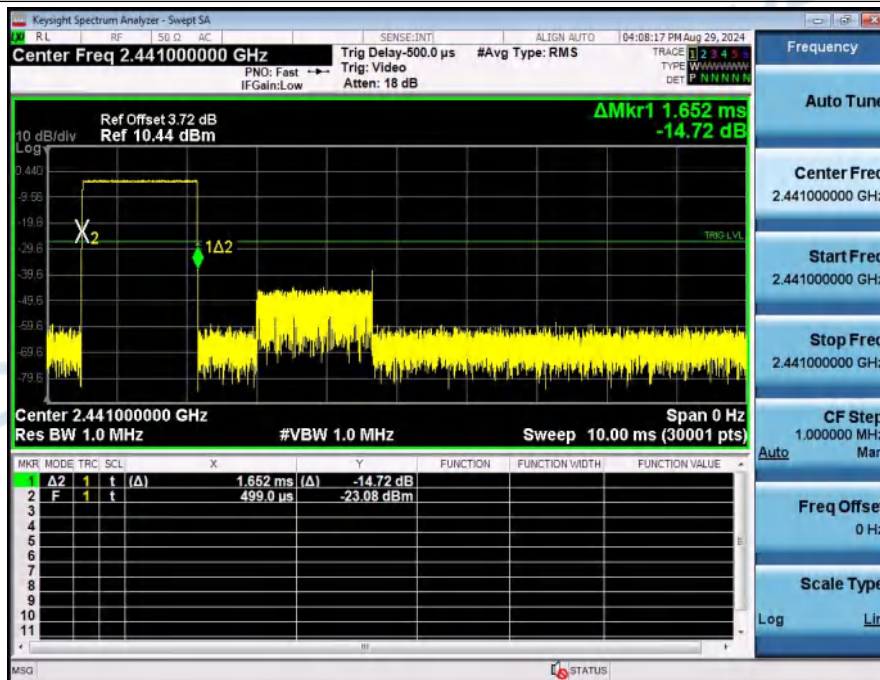 Keysight Spectrum Analyzer - Swept SA
RL RF 50 Ω AC SENSE:INT ALIGN AUTO 04:08:17 PM Aug 29, 2024
Center Freq 2.441000000 GHz Trig Delay-500.0 µs #Avg Type: RMS TRACE 1 2 3 4 5 6
PNO: Fast Trig: Video TYPE WWWWWW
IFGain:Low Atten: 18 dB DET P N N N N N
Frequency
Auto Tune
ΔMkr1 1.652 ms
-14.72 dB
Ref Offset 3.72 dB
10 dB/div Ref 10.44 dBm
Log
0.440
-9.56
-19.6
-29.6
-39.6
-49.6
-59.6
-69.6
-79.6
X2
1Δ2
TRIG LVL
Center Freq
2.441000000 GHz
Start Freq
2.441000000 GHz
Stop Freq
2.441000000 GHz
Center 2.441000000 GHz Span 0 Hz
Res BW 1.0 MHz #VBW 1.0 MHz Sweep 10.00 ms (30001 pts)
CF Step
1.000000 MHz
Auto Man
MKR MODE TRC SCL X Y FUNCTION FUNCTION WIDTH FUNCTION VALUE
1 Δ2 1 t (Δ) 1.652 ms (Δ) -14.72 dB
2 F 1 t 499.0 µs -23.08 dBm
3
4
5
6
7
8
9
10
11
Freq Offset
0 Hz
Scale Type
Log Lin
MSG STATUS